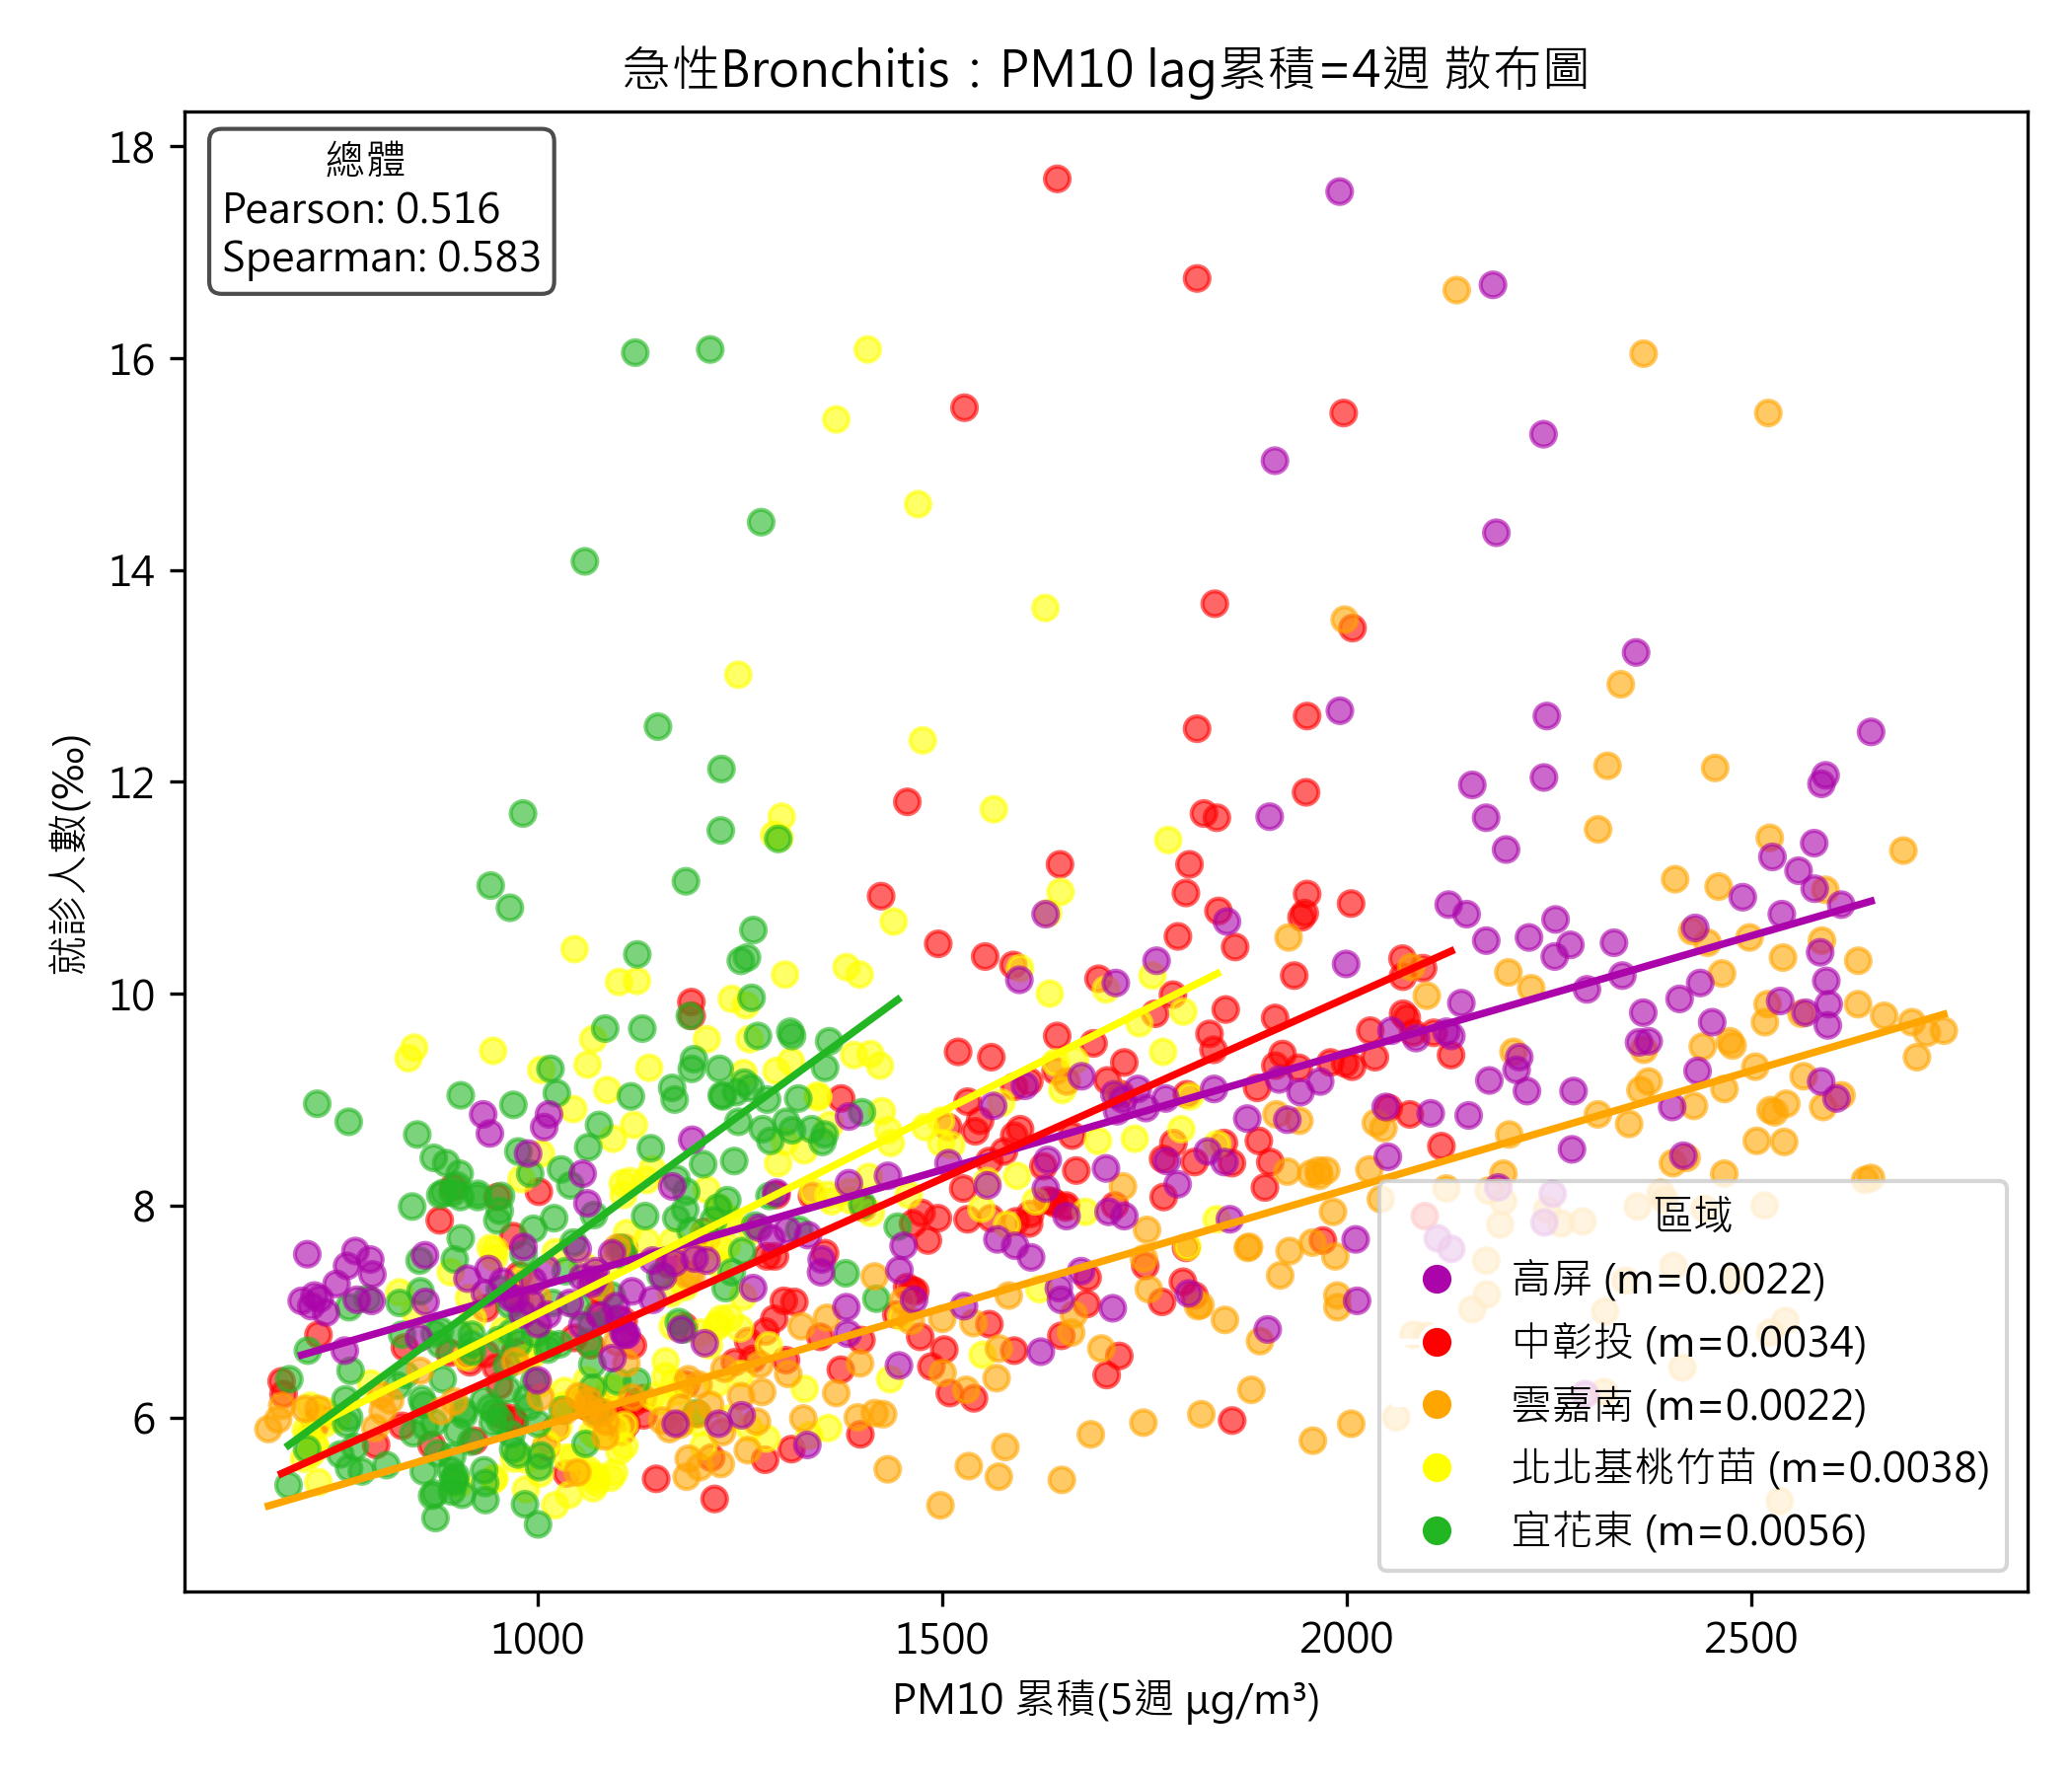 急性Bronchitis：PM10 lag累積=4週 散布圖
總體
Pearson: 0.516
Spearman: 0.583
就診人數(‰)
18
16
14
12
10
8
6
1000
1500
2000
2500
PM10 累積(5週 μg/m³)
區域
高屏 (m=0.0022)
中彰投 (m=0.0034)
雲嘉南 (m=0.0022)
北北基桃竹苗 (m=0.0038)
宜花東 (m=0.0056)